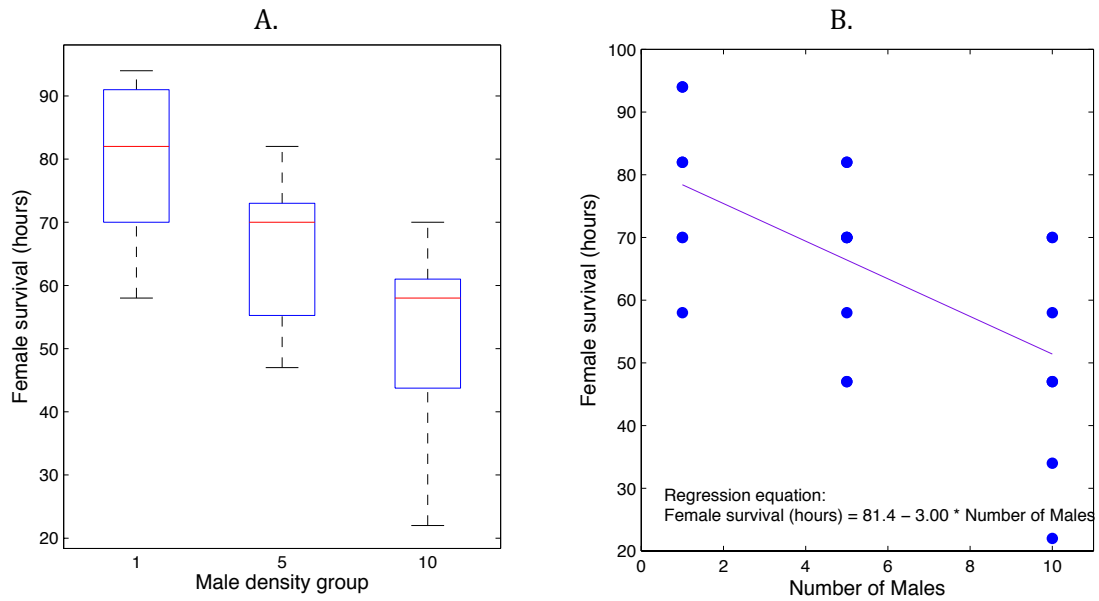 A.
90
80
70
60
50
40
30
20
Female survival (hours)
1 5 10
Male density group
B.
100
90
80
70
60
50
40
30
20
Female survival (hours)
Regression equation:
Female survival (hours) = 81.4 − 3.00 * Number of Males
0 2 4 6 8 10
Number of Males